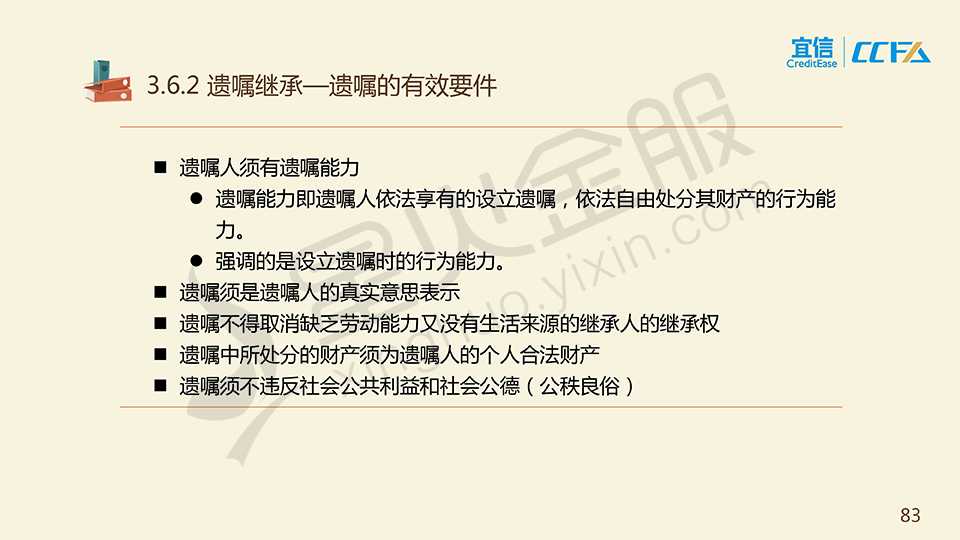 宜信
CreditEase
CCFA
3.6.2 遗嘱继承—遗嘱的有效要件
■ 遗嘱人须有遗嘱能力
● 遗嘱能力即遗嘱人依法享有的设立遗嘱，依法自由处分其财产的行为能
力。
● 强调的是设立遗嘱时的行为能力。
■ 遗嘱须是遗嘱人的真实意思表示
■ 遗嘱不得取消缺乏劳动能力又没有生活来源的继承人的继承权
■ 遗嘱中所处分的财产须为遗嘱人的个人合法财产
■ 遗嘱须不违反社会公共利益和社会公德（公秩良俗）
星火金服
xinghuo.yixin.com
83